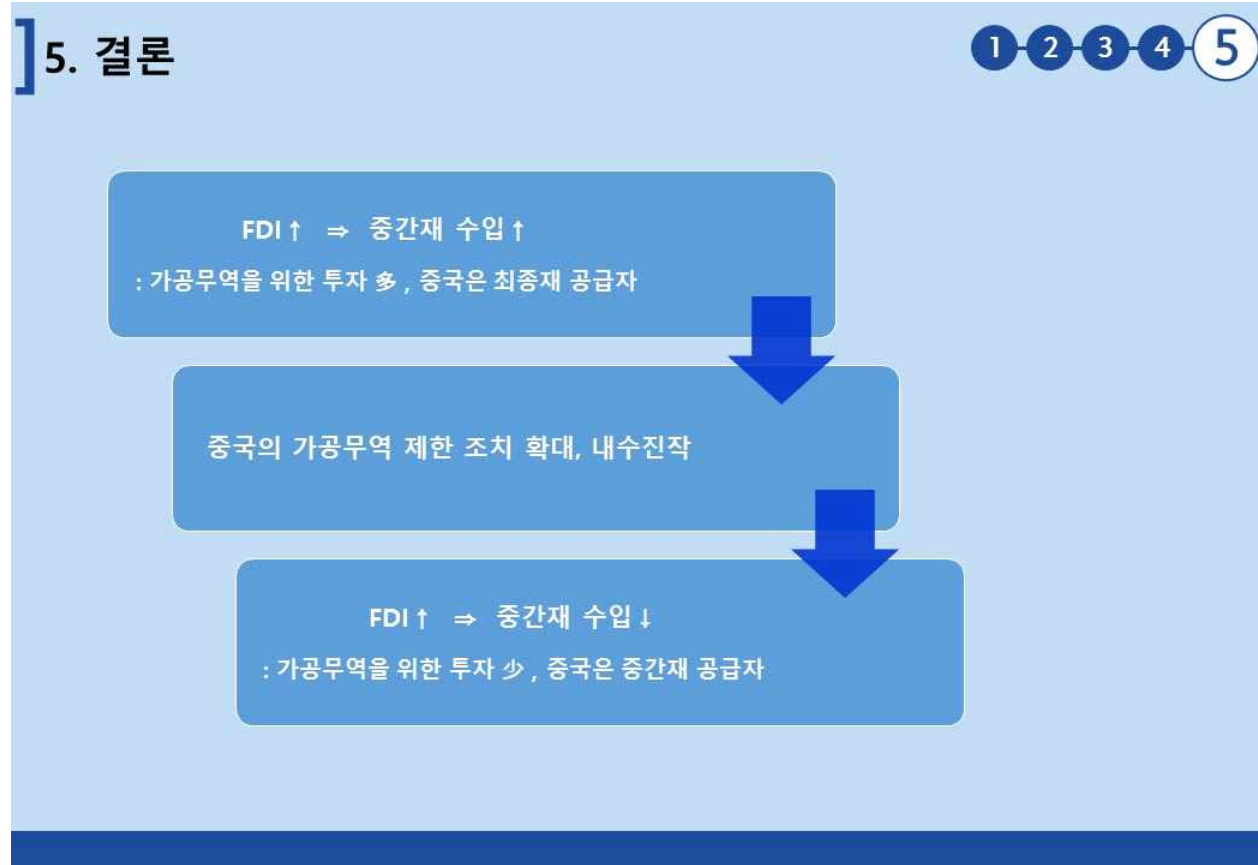 5. 결론
1 2 3 4 5
FDI↑ ⇒ 중간재 수입↑
: 가공무역을 위한 투자 多 , 중국은 최종재 공급자
중국의 가공무역 제한 조치 확대, 내수진작
FDI↑ ⇒ 중간재 수입↓
: 가공무역을 위한 투자 少 , 중국은 중간재 공급자